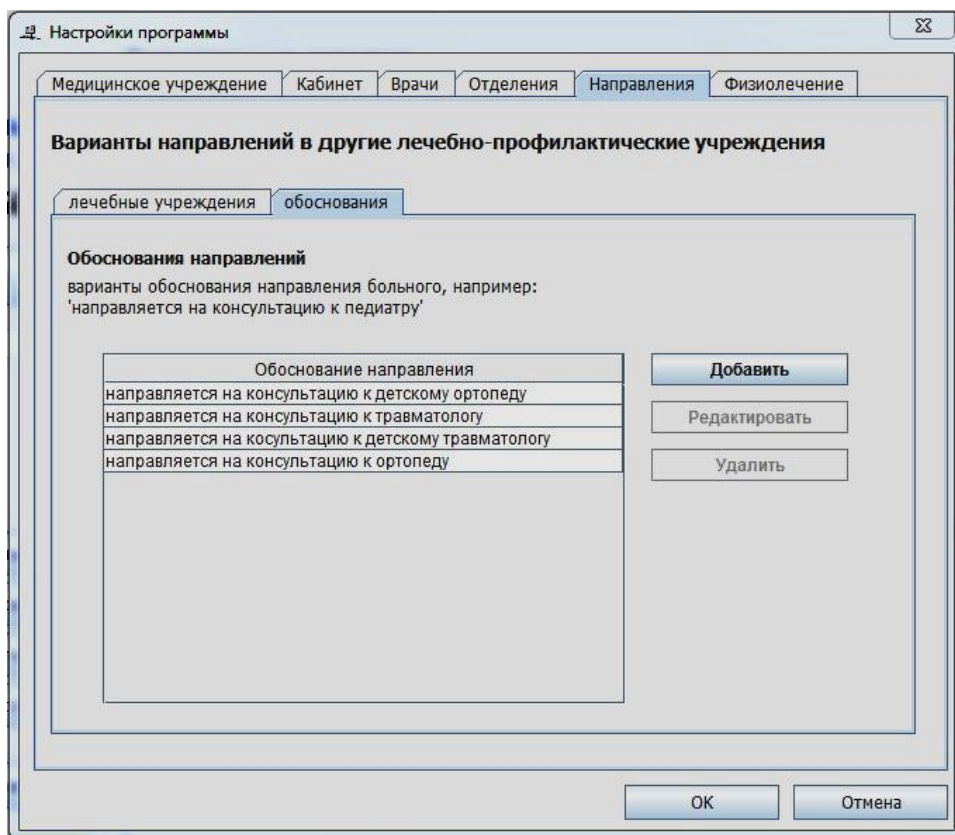 Настройки программы
Медицинское учреждение Кабинет Врачи Отделения Направления Физиолечение
Варианты направлений в другие лечебно-профилактические учреждения
лечебные учреждения обоснования
Обоснования направлений
варианты обоснования направления больного, например:
'направляется на консультацию к педиатру'
Обоснование направления
направляется на консультацию к детскому ортопеду
направляется на консультацию к травматологу
направляется на косультацию к детскому травматологу
направляется на консультацию к ортопеду
Добавить
Редактировать
Удалить
OK Отмена